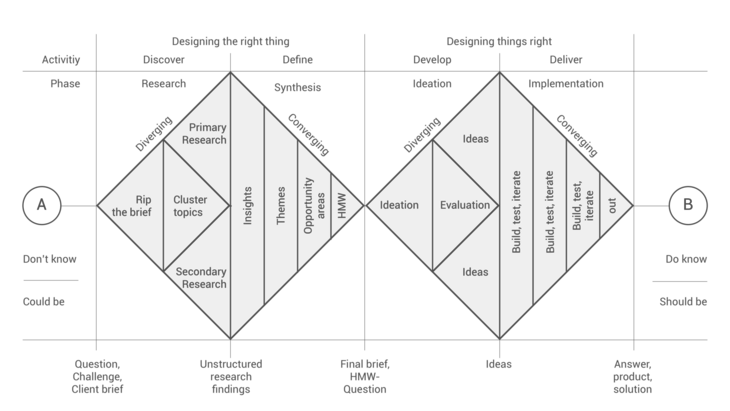 Designing the right thing
Designing things right
Activitiy
Discover
Define
Develop
Deliver
Phase
Research
Synthesis
Ideation
Implementation
Diverging
Converging
Diverging
Converging
Primary
Research
Ideas
A
Rip
the brief
Cluster
topics
Insights
Themes
Opportunity
areas
HMW
Ideation
Evaluation
Build, test, iterate
Build, test, iterate
Build, test,
iterate
out
B
Secondary
Research
Ideas
Don't know
Do know
Could be
Should be
Question,
Challenge,
Client brief
Unstructured
research
findings
Final brief,
HMW-
Question
Ideas
Answer,
product,
solution